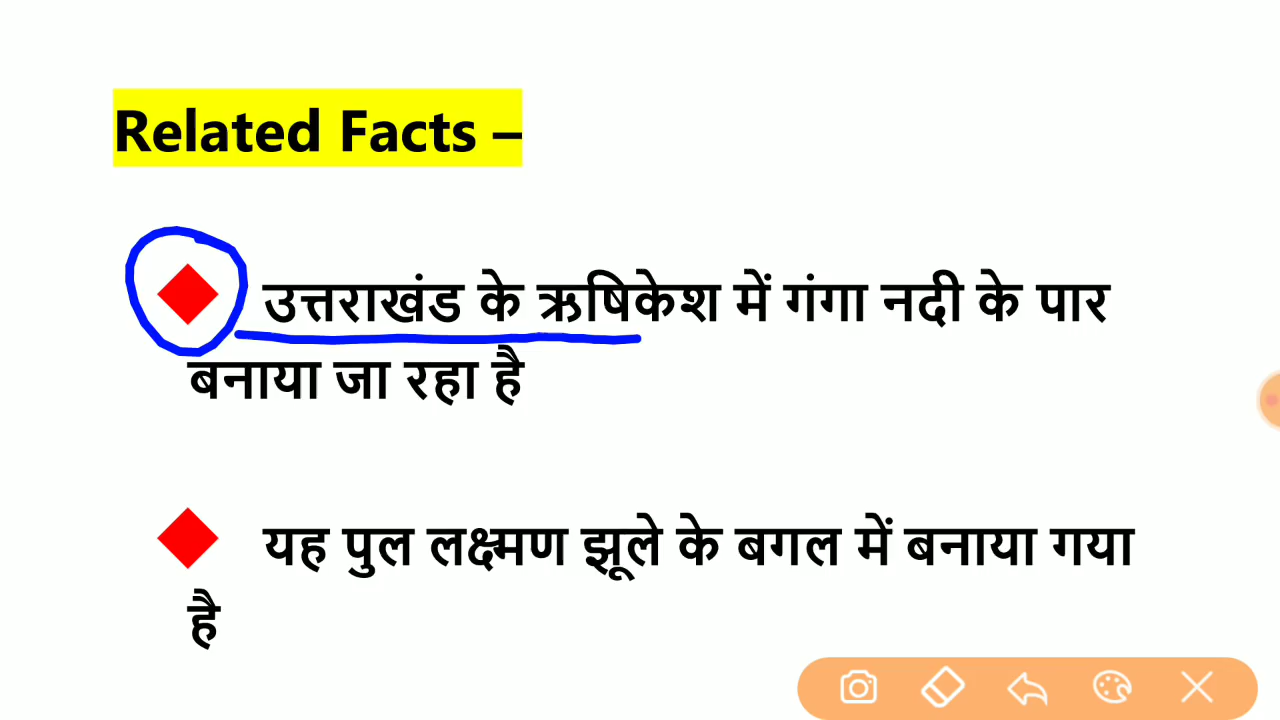 Related Facts –
उत्तराखंड के ऋषिकेश में गंगा नदी के पार
बनाया जा रहा है
यह पुल लक्ष्मण झूले के बगल में बनाया गया
है